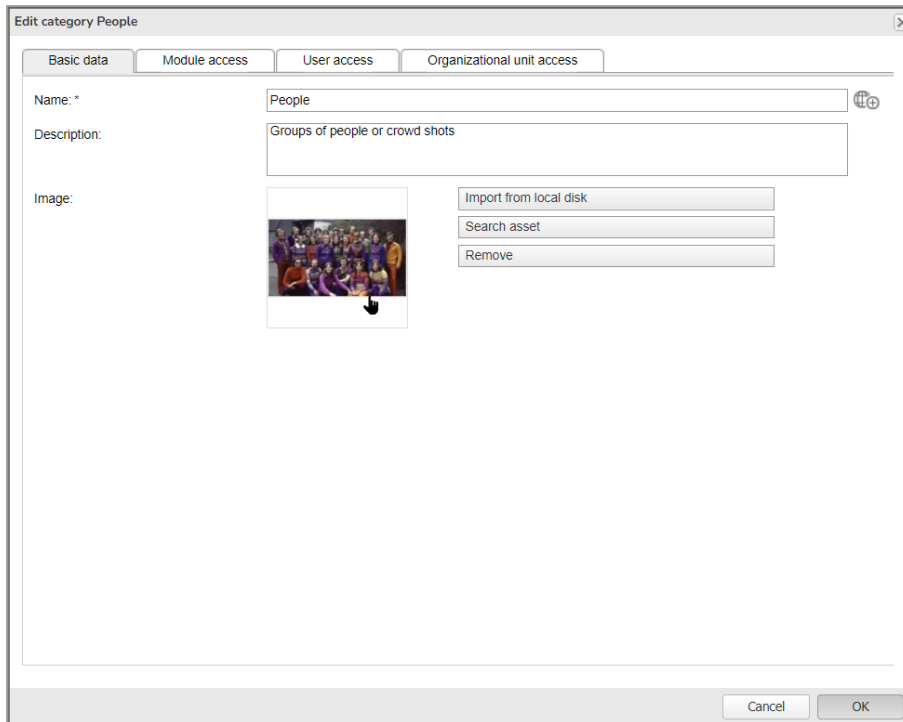 Edit category People
Basic data
Module access
User access
Organizational unit access
Name: *
People
Description:
Groups of people or crowd shots
Image:
Import from local disk
Search asset
Remove
Cancel
OK